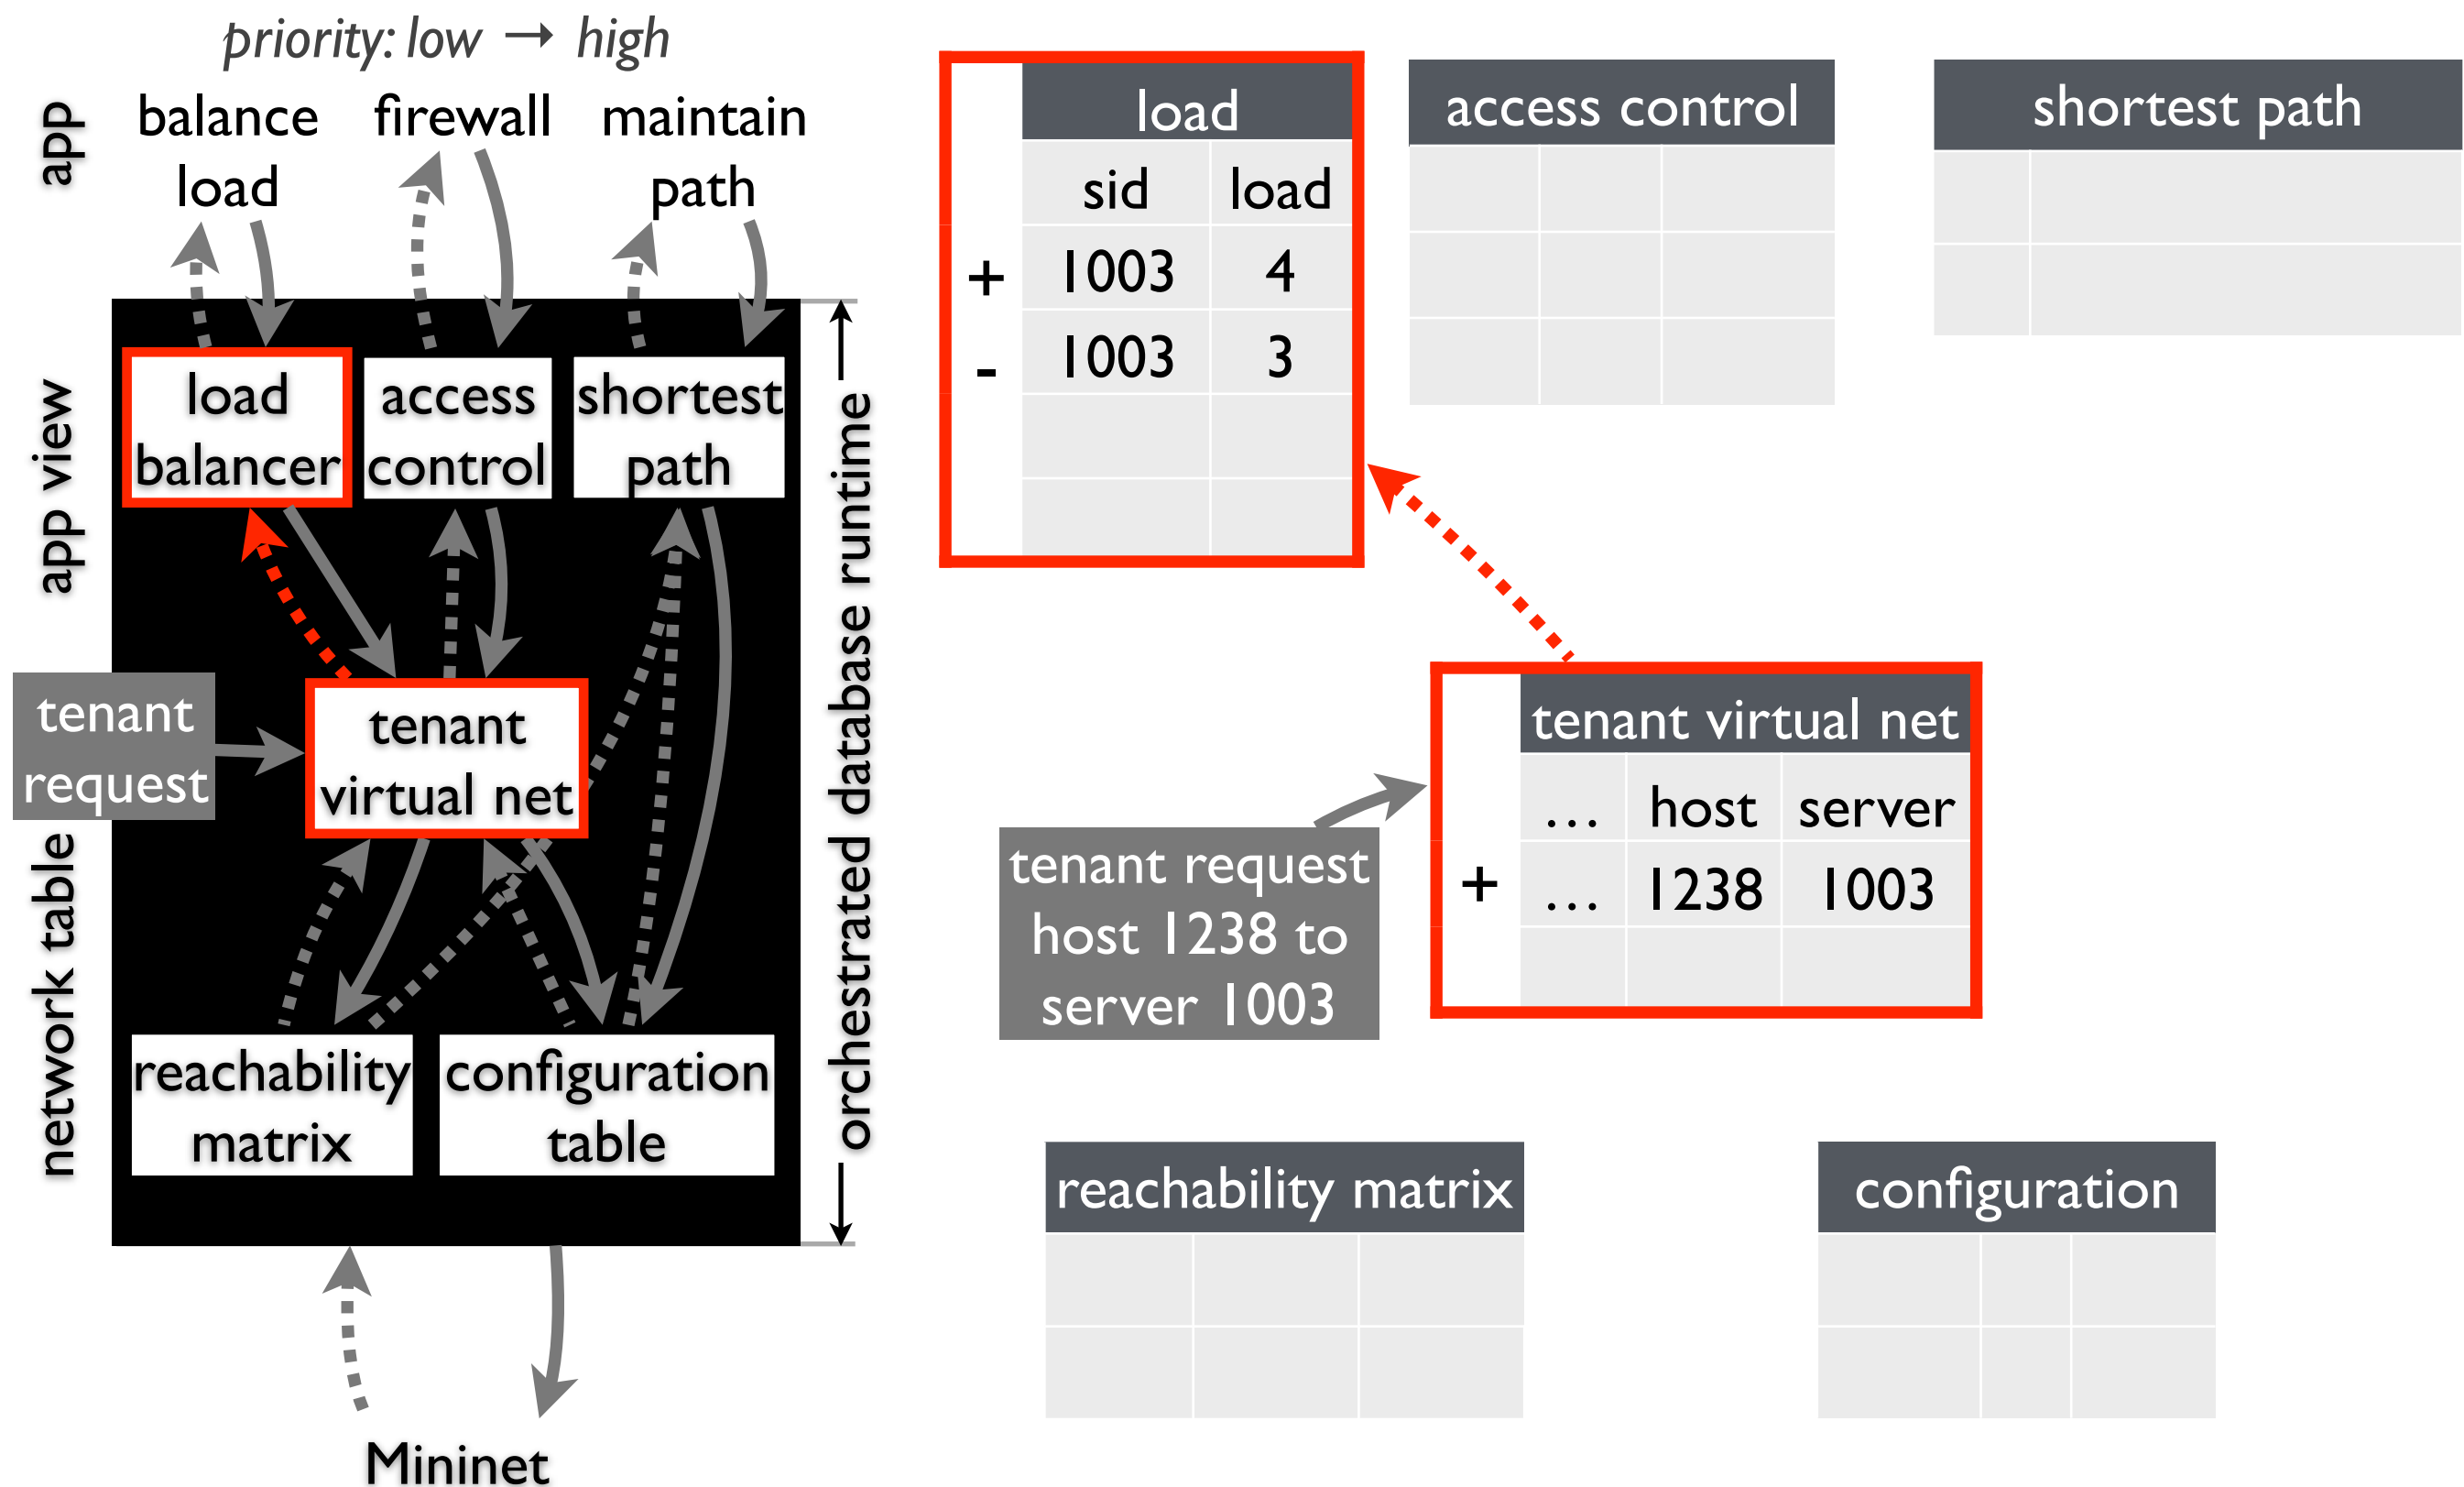 priority: low → high
app
balance load
firewall
maintain path
app view
load balancer
access control
shortest path
tenant request
tenant virtual net
network table
reachability matrix
configuration table
orchestrated database runtime
Mininet
load
sid load
+ 1003 4
- 1003 3
access control
shortest path
tenant virtual net
… host server
+ … 1238 1003
tenant request
host 1238 to
server 1003
reachability matrix
configuration